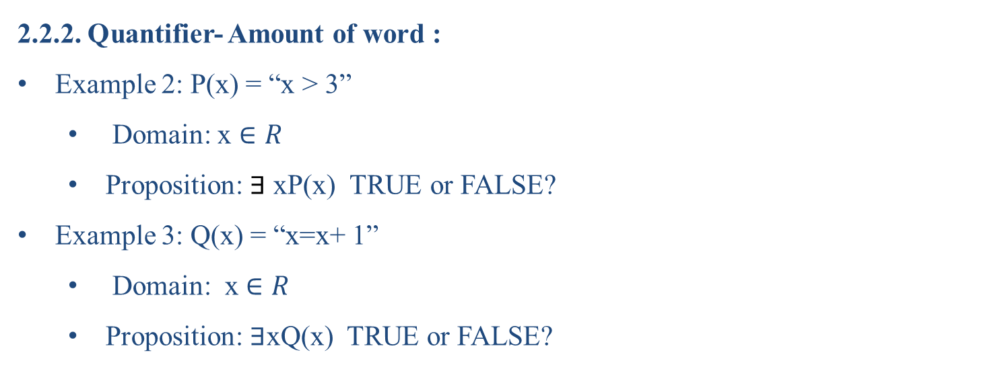 2.2.2. Quantifier- Amount of word :
• Example 2: P(x) = “x > 3”
• Domain: x ∈ R
• Proposition: ∃ xP(x) TRUE or FALSE?
• Example 3: Q(x) = “x=x+ 1”
• Domain: x ∈ R
• Proposition: ∃xQ(x) TRUE or FALSE?